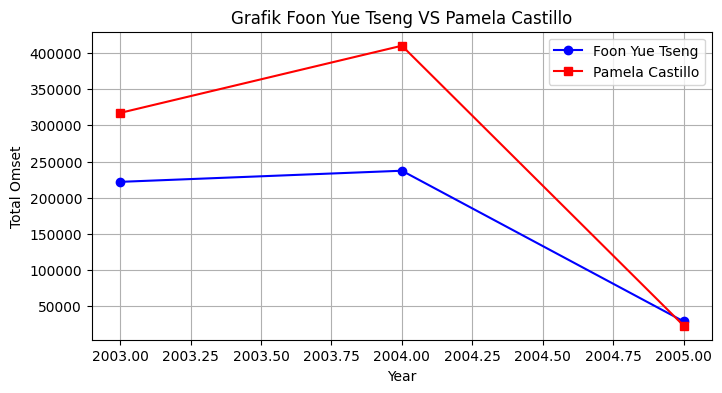 Grafik Foon Yue Tseng VS Pamela Castillo
Foon Yue Tseng
Pamela Castillo
Total Omset
400000
350000
300000
250000
200000
150000
100000
50000
2003.00 2003.25 2003.50 2003.75 2004.00 2004.25 2004.50 2004.75 2005.00
Year